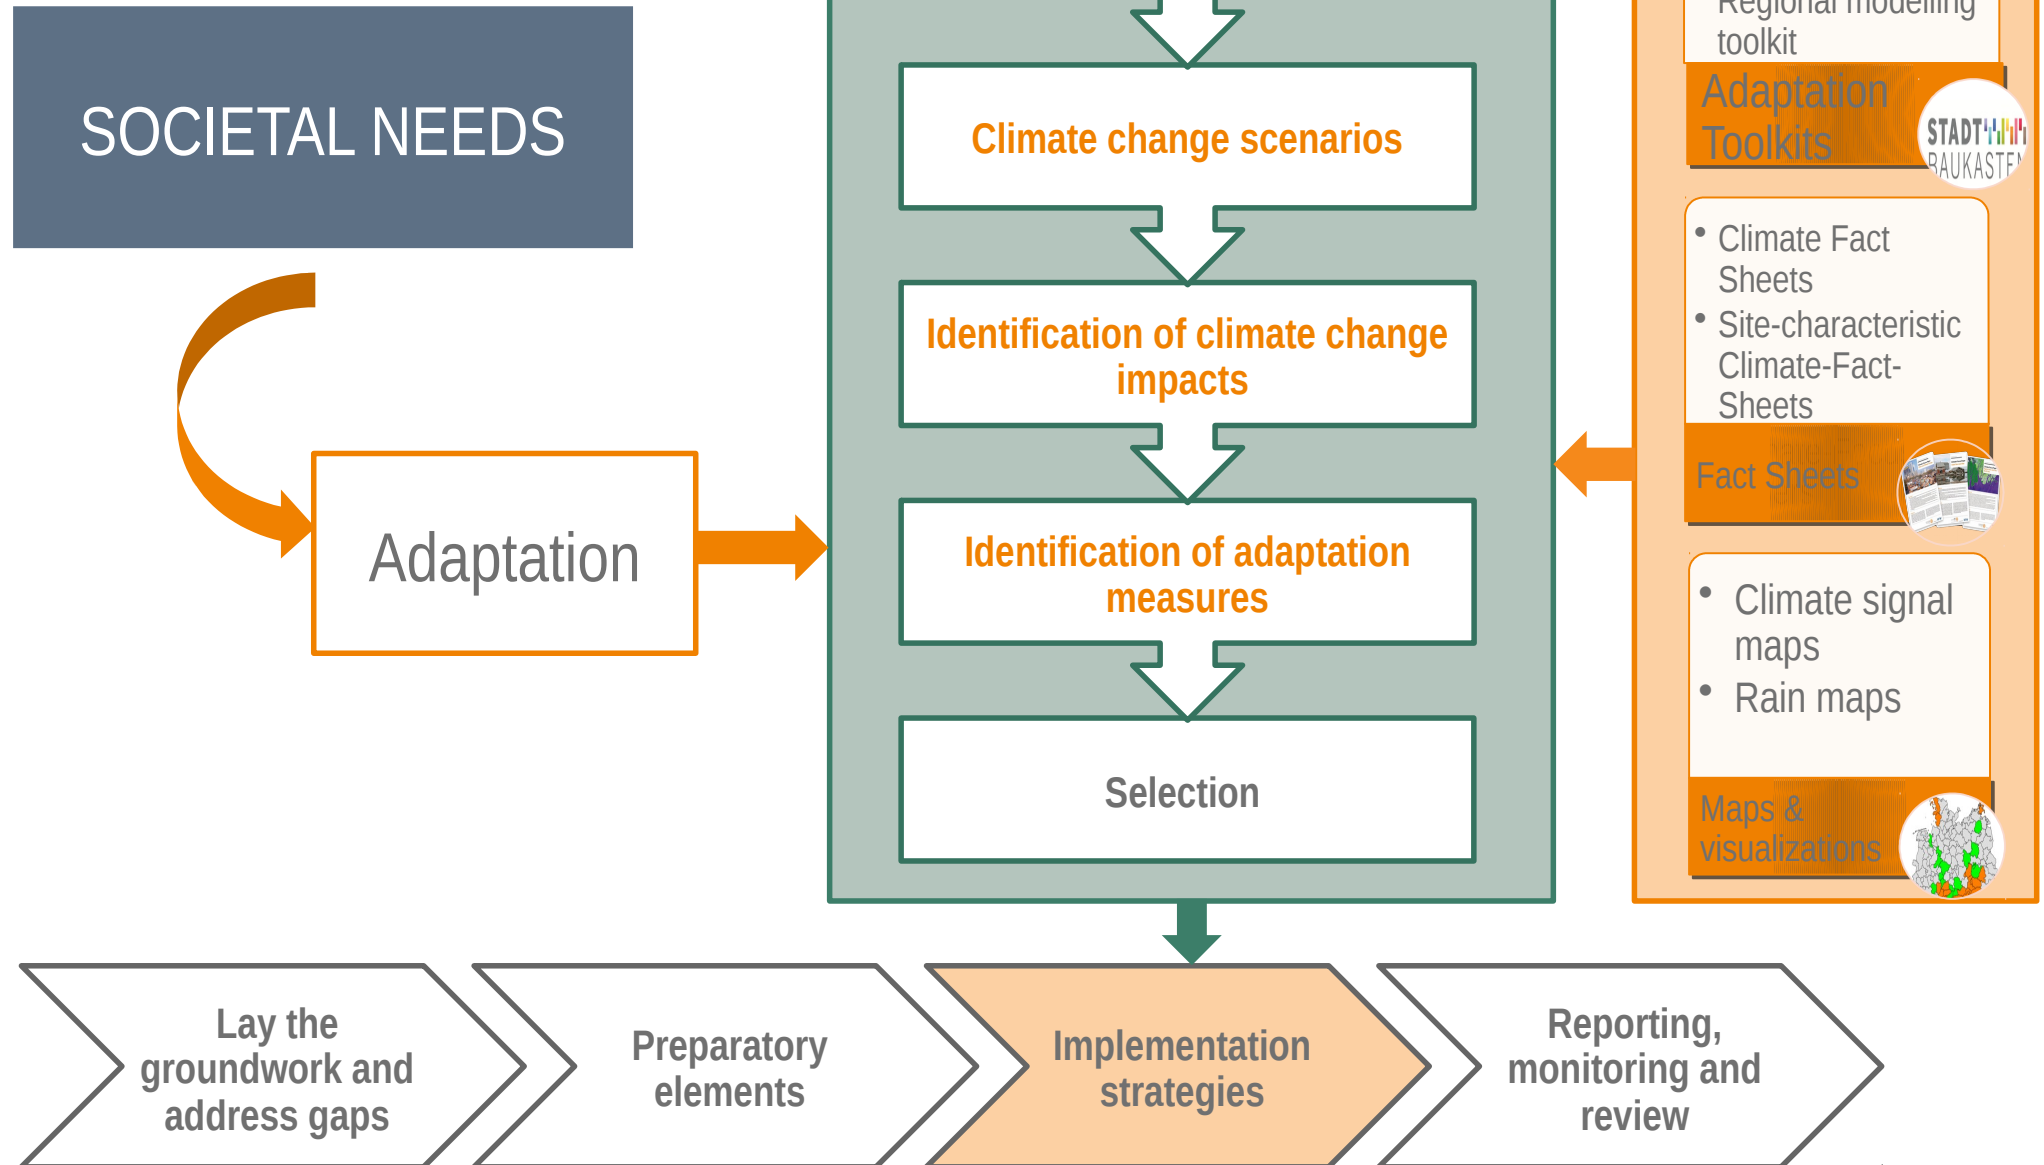 SOCIETAL NEEDS
Adaptation
Climate change scenarios
Identification of climate change
impacts
Identification of adaptation
measures
Selection
Regional modelling
toolkit
Adaptation
Toolkits
STADT
BAUKASTEN
• Climate Fact
Sheets
• Site-characteristic
Climate-Fact-
Sheets
Fact Sheets
• Climate signal
maps
• Rain maps
Maps &
visualizations
Lay the
groundwork and
address gaps
Preparatory
elements
Implementation
strategies
Reporting,
monitoring and
review